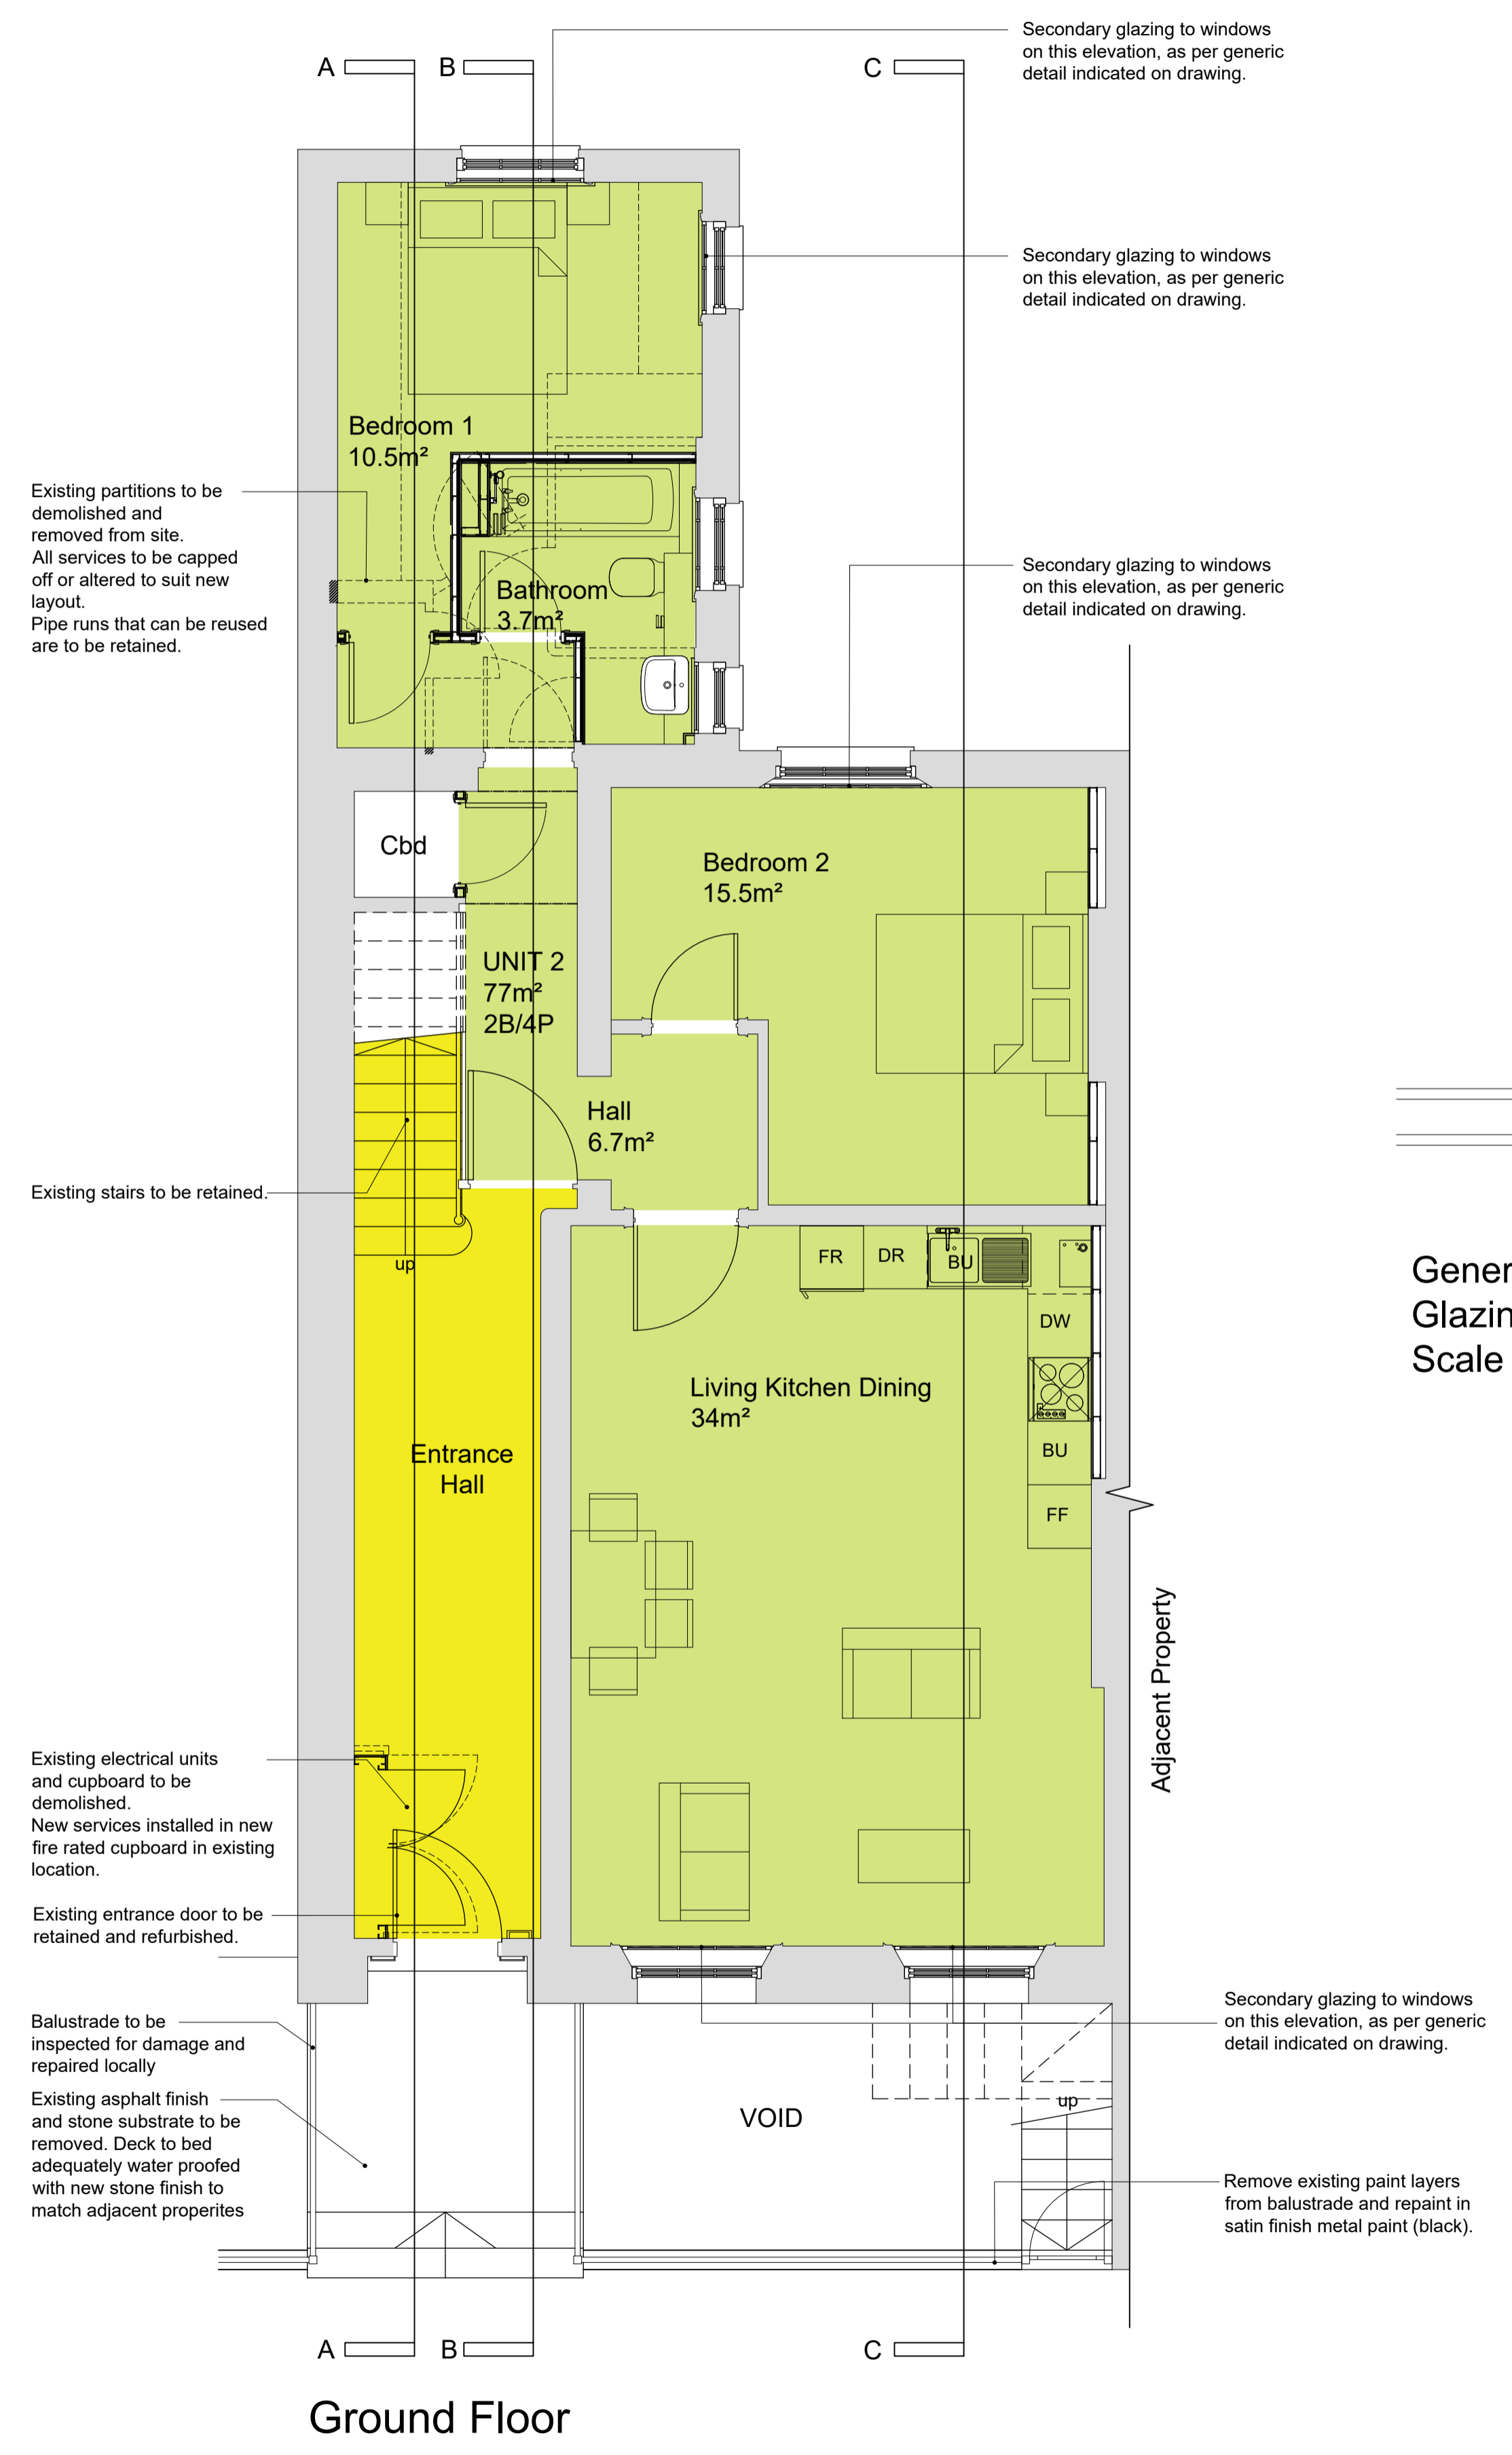 Secondary glazing to windows
on this elevation, as per generic
detail indicated on drawing.
A
B
C
Secondary glazing to windows
on this elevation, as per generic
detail indicated on drawing.
Bedroom 1
10.5m²
Existing partitions to be
demolished and
removed from site.
All services to be capped
off or altered to suit new
layout.
Pipe runs that can be reused
are to be retained.
Secondary glazing to windows
on this elevation, as per generic
detail indicated on drawing.
Bathroom
3.7m²
Cbd
Bedroom 2
15.5m²
UNIT 2
77m²
2B/4P
Hall
6.7m²
Existing stairs to be retained.
up
FR
DR
BU
DW
BU
FF
Gener
Glazin
Scale
Living Kitchen Dining
34m²
Entrance
Hall
Adjacent Property
Existing electrical units
and cupboard to be
demolished.
New services installed in new
fire rated cupboard in existing
location.
Existing entrance door to be
retained and refurbished.
Balustrade to be
inspected for damage and
repaired locally
Existing asphalt finish
and stone substrate to be
removed. Deck to bed
adequately water proofed
with new stone finish to
match adjacent properites
Secondary glazing to windows
on this elevation, as per generic
detail indicated on drawing.
VOID
up
Remove existing paint layers
from balustrade and repaint in
satin finish metal paint (black).
A
B
C
Ground Floor